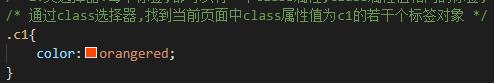 /* 通过class选择器,找到当前页面中class属性值为c1的若干个标签对象 */
.c1{
color:orangered;
}